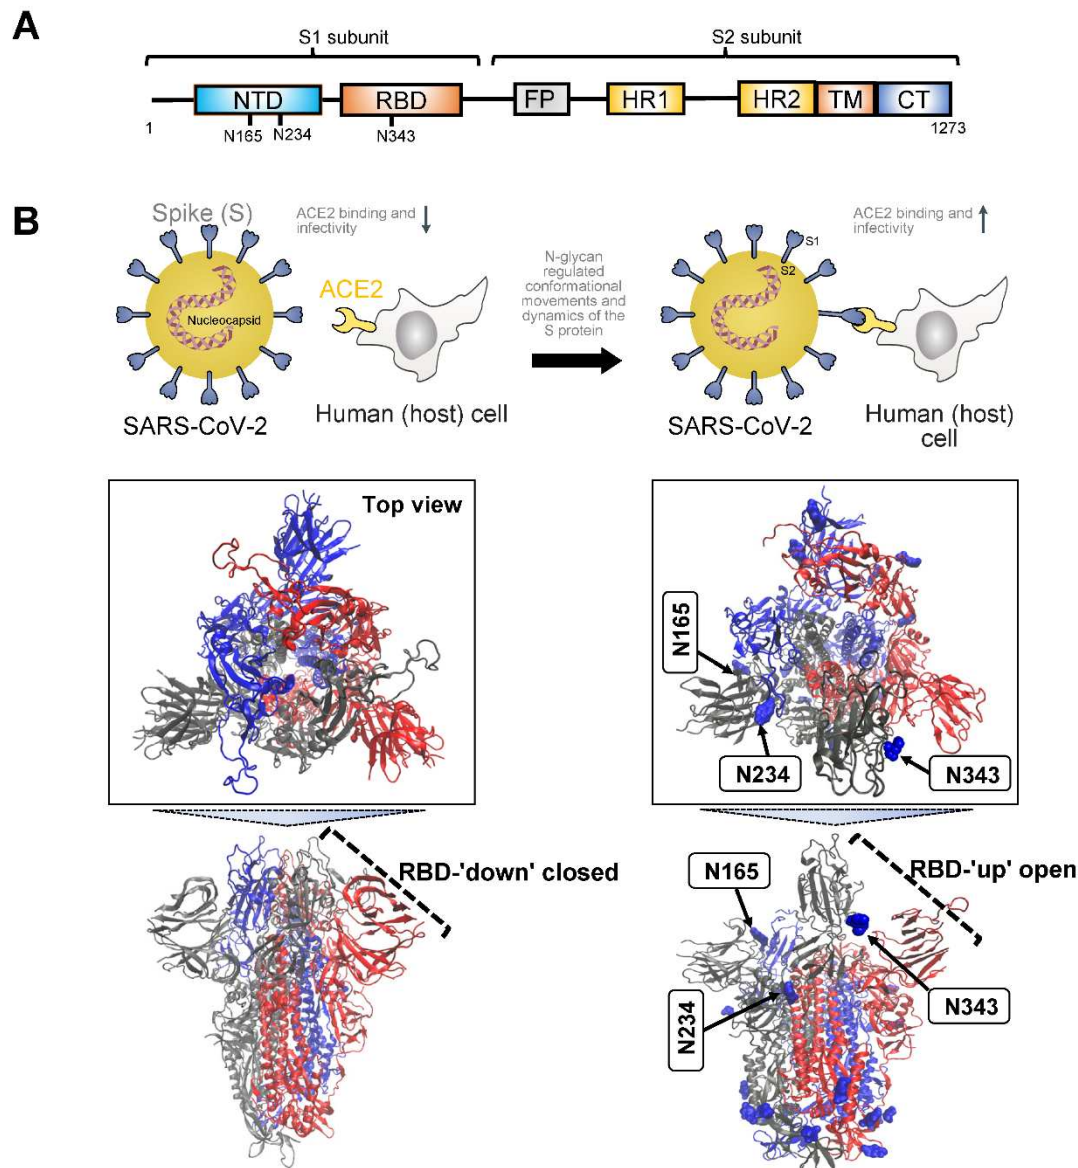 A
S1 subunit
S2 subunit
NTD
RBD
FP
HR1
HR2
TM
CT
1
N165
N234
N343
1273
B
Spike (S)
ACE2 binding and
infectivity
ACE2
Nucleocapsid
SARS-CoV-2
Human (host) cell
N-glycan
regulated
conformational
movements and
dynamics of the
S protein
ACE2 binding and
infectivity
S1
S2
SARS-CoV-2
Human (host)
cell
Top view
N165
N234
N343
RBD-'down' closed
RBD-'up' open
N165
N234
N343